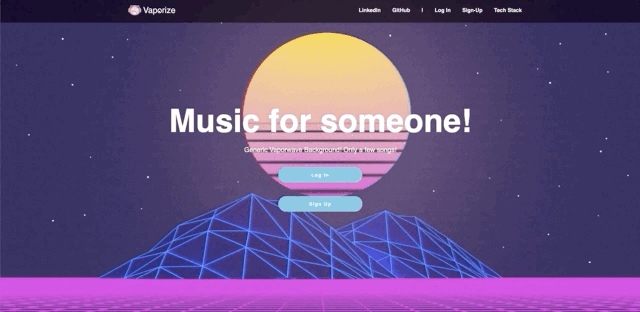 Vaporize
LinkedIn GitHub | Log In Sign-Up Tech Stack
Music for someone!
Generic Vaporwave Background! Only a few songs!
Log In
Sign Up